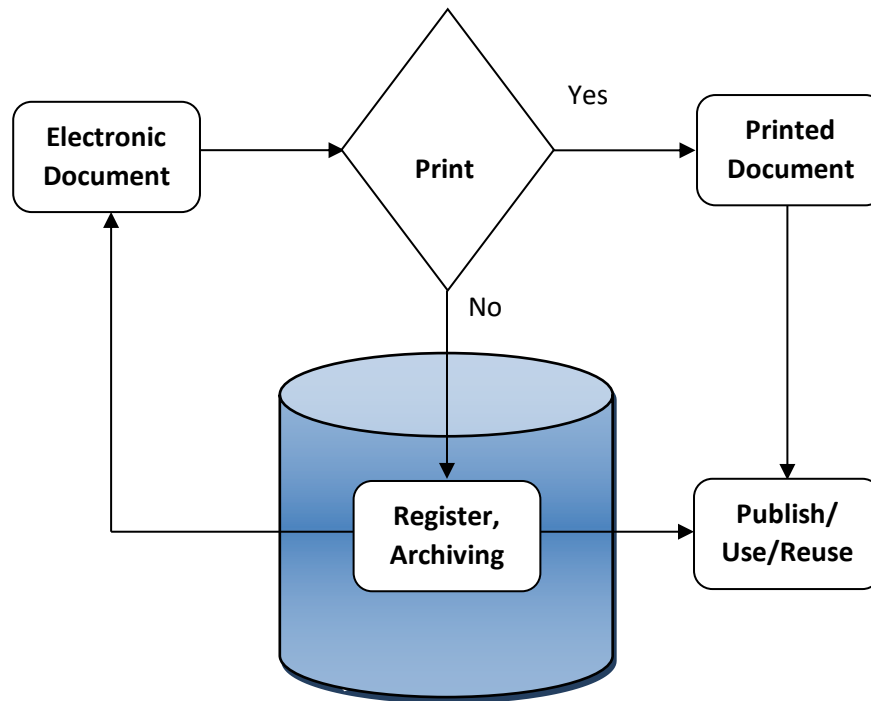 Electronic
Document
Print
Yes
Printed
Document
No
Register,
Archiving
Publish/
Use/Reuse